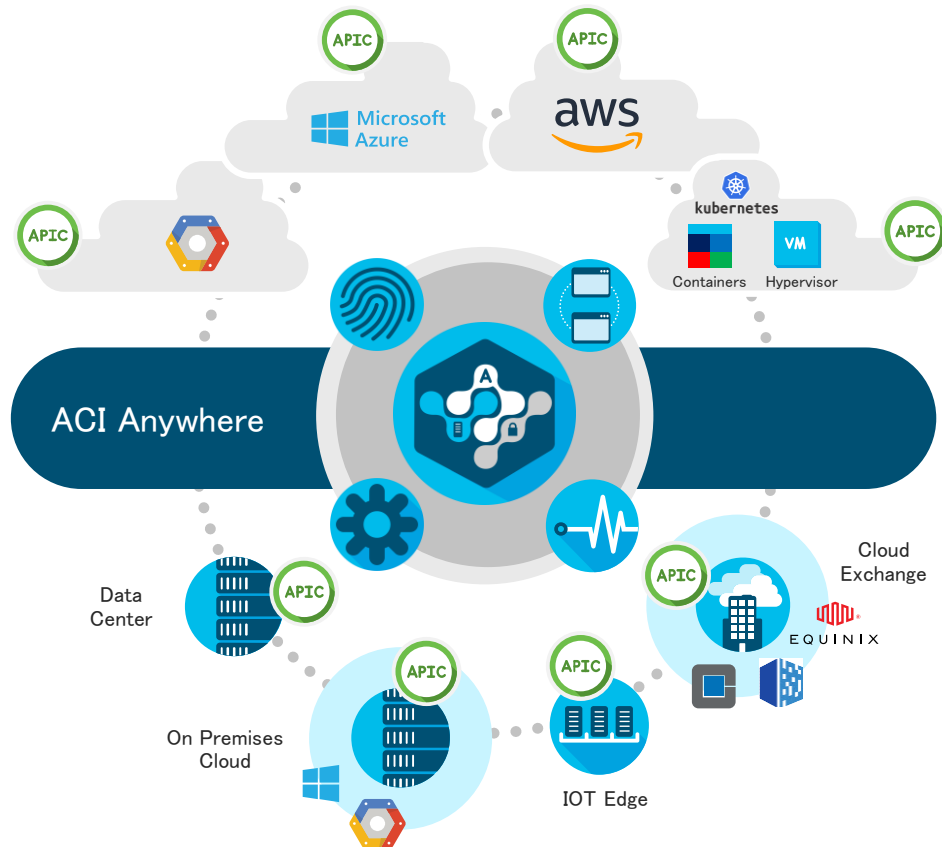 APIC
APIC
Microsoft
Azure
aws
APIC
kubernetes
VM
Containers
Hypervisor
APIC
A
ACI Anywhere
Data
Center
APIC
APIC
Cloud
Exchange
EQUINIX
On Premises
Cloud
APIC
APIC
IOT Edge